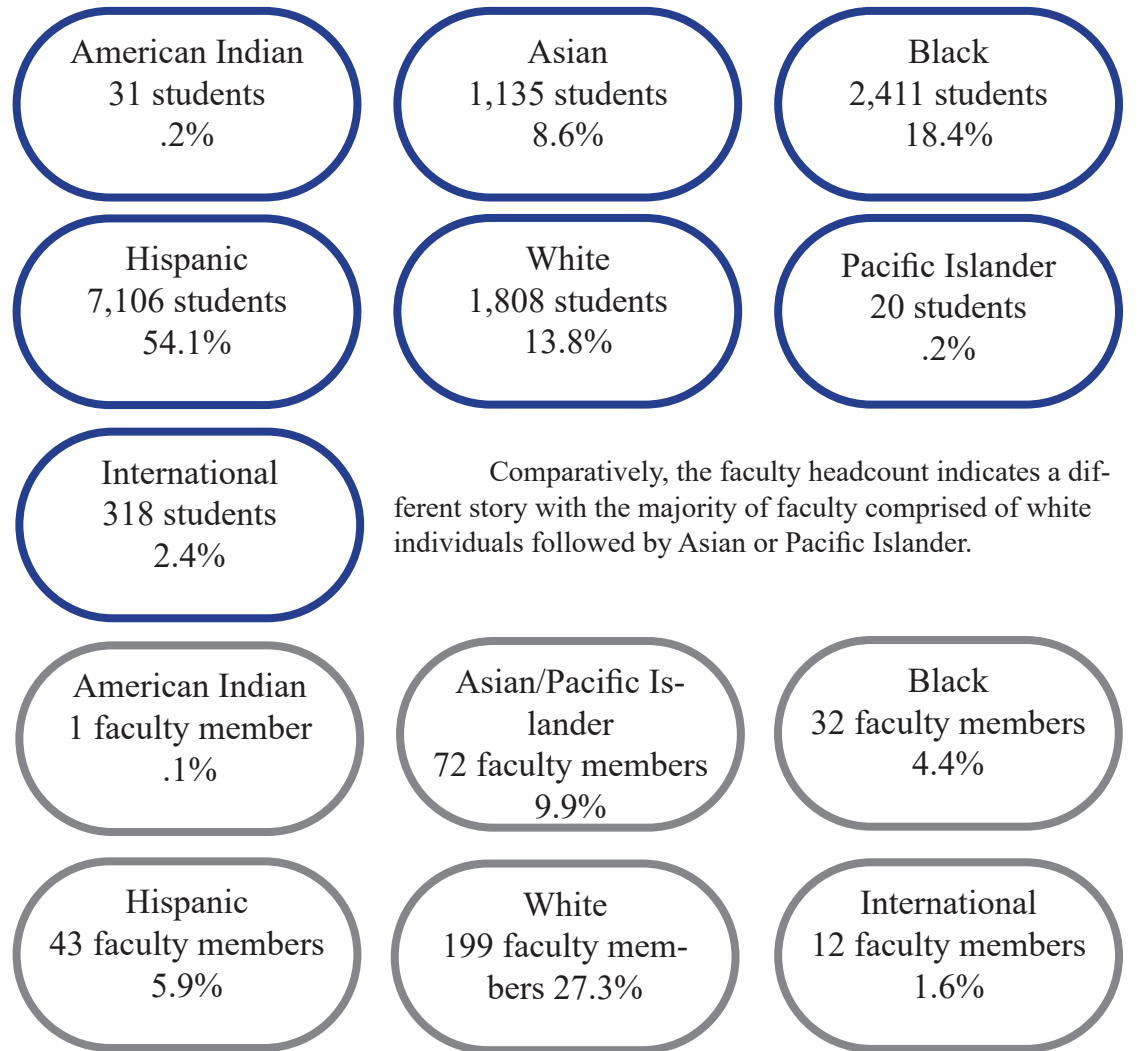 American Indian
31 students
.2%
Asian
1,135 students
8.6%
Black
2,411 students
18.4%
Hispanic
7,106 students
54.1%
White
1,808 students
13.8%
Pacific Islander
20 students
.2%
International
318 students
2.4%
Comparatively, the faculty headcount indicates a dif-
ferent story with the majority of faculty comprised of white
individuals followed by Asian or Pacific Islander.
American Indian
1 faculty member
.1%
Asian/Pacific Is-
lander
72 faculty members
9.9%
Black
32 faculty members
4.4%
Hispanic
43 faculty members
5.9%
White
199 faculty mem-
bers 27.3%
International
12 faculty members
1.6%